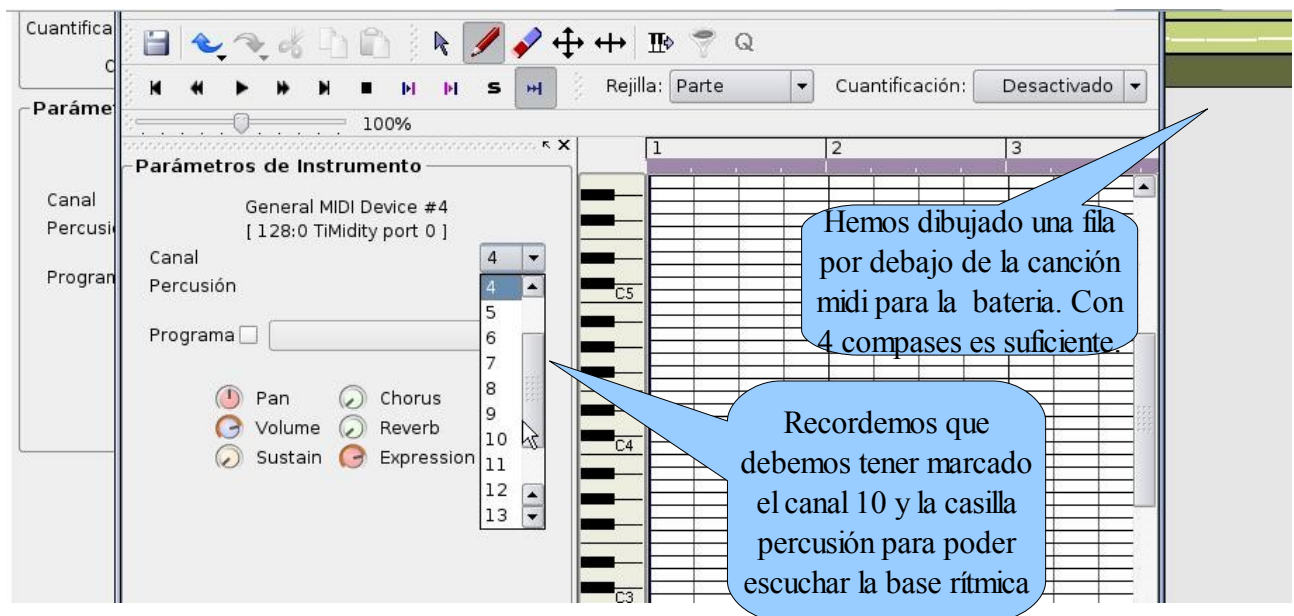 Cuantifica
C
Rejilla: Parte
Cuantificación: Desactivado
100%
Paráme
Canal
Percusi
Program
Parámetros de Instrumento
General MIDI Device #4
[ 128:0 TiMidity port 0 ]
Canal 4
Percusión
Programa
4
5
6
7
8
9
10
11
12
13
Pan
Chorus
Volume
Reverb
Sustain
Expression
1 2 3
C5
C4
C3
S
Q
Hemos dibujado una fila
por debajo de la canción
midi para la bateria. Con
4 compases es suficiente.
Recordemos que
debemos tener marcado
el canal 10 y la casilla
percusión para poder
escuchar la base rítmica